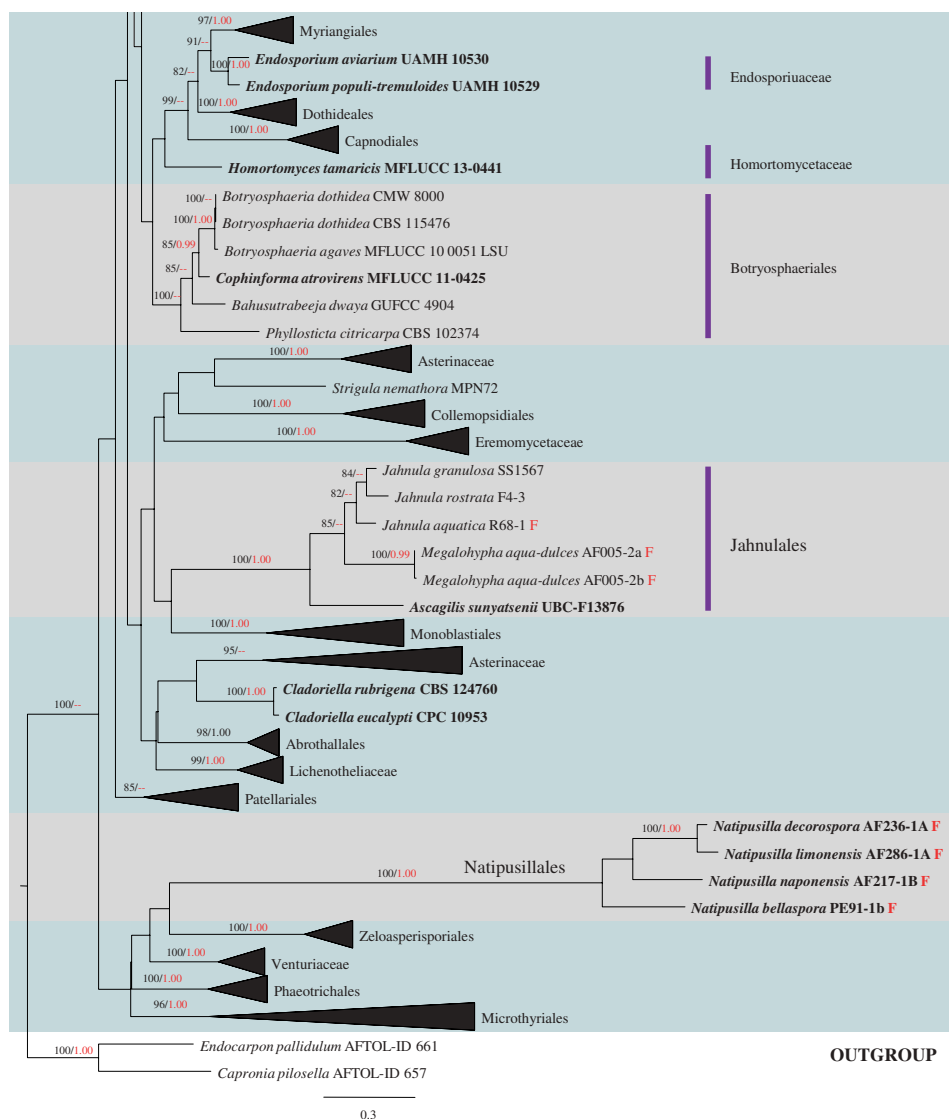 97/1.00
Myriangiales
91/--
Endosporium aviarium UAMH 10530
100/1.00
Endosporiuaceae
82/--
Endosporium populi-tremuloides UAMH 10529
99/--
100/1.00
Dothideales
100/1.00
Capnodiales
Homortomyces tamaricis MFLUCC 13-0441
Homortomycetaceae
100/--
Botryosphaeria dothidea CMW 8000
100/1.00
Botryosphaeria dothidea CBS 115476
85/0.99
Botryosphaeria agaves MFLUCC 10 0051 LSU
Botryosphaeriales
85/--
Cophinforma atrovirens MFLUCC 11-0425
100/--
Bahusutrabeeja dwaya GUFCC 4904
Phyllosticta citricarpa CBS 102374
100/1.00
Asterinaceae
Strigula nemathora MPN72
100/1.00
Collemopsidiales
100/1.00
Eremomycetaceae
84/--
Jahnula granulosa SS1567
82/--
Jahnula rostrata F4-3
85/--
Jahnula aquatica R68-1 F
Jahnulales
100/0.99
Megalohypha aqua-dulces AF005-2a F
100/1.00
Megalohypha aqua-dulces AF005-2b F
Ascagilis sunyatsenii UBC-F13876
100/1.00
Monoblastiales
95/--
Asterinaceae
100/1.00
Cladoriella rubrigena CBS 124760
100/--
Cladoriella eucalypti CPC 10953
98/1.00
Abrothallales
99/1.00
Lichenotheliaceae
85/--
Patellariales
100/1.00
Natipusilla decorospora AF236-1A F
Natipusilla limonensis AF286-1A F
Natipusillales
100/1.00
Natipusilla naponensis AF217-1B F
Natipusilla bellaspora PE91-1b F
100/1.00
Zeloasperisporiales
100/1.00
Venturiaceae
100/1.00
Phaeotrichales
96/1.00
Microthyriales
100/1.00
Endocarpon pallidulum AFTOL-ID 661
OUTGROUP
Capronia pilosella AFTOL-ID 657
0.3